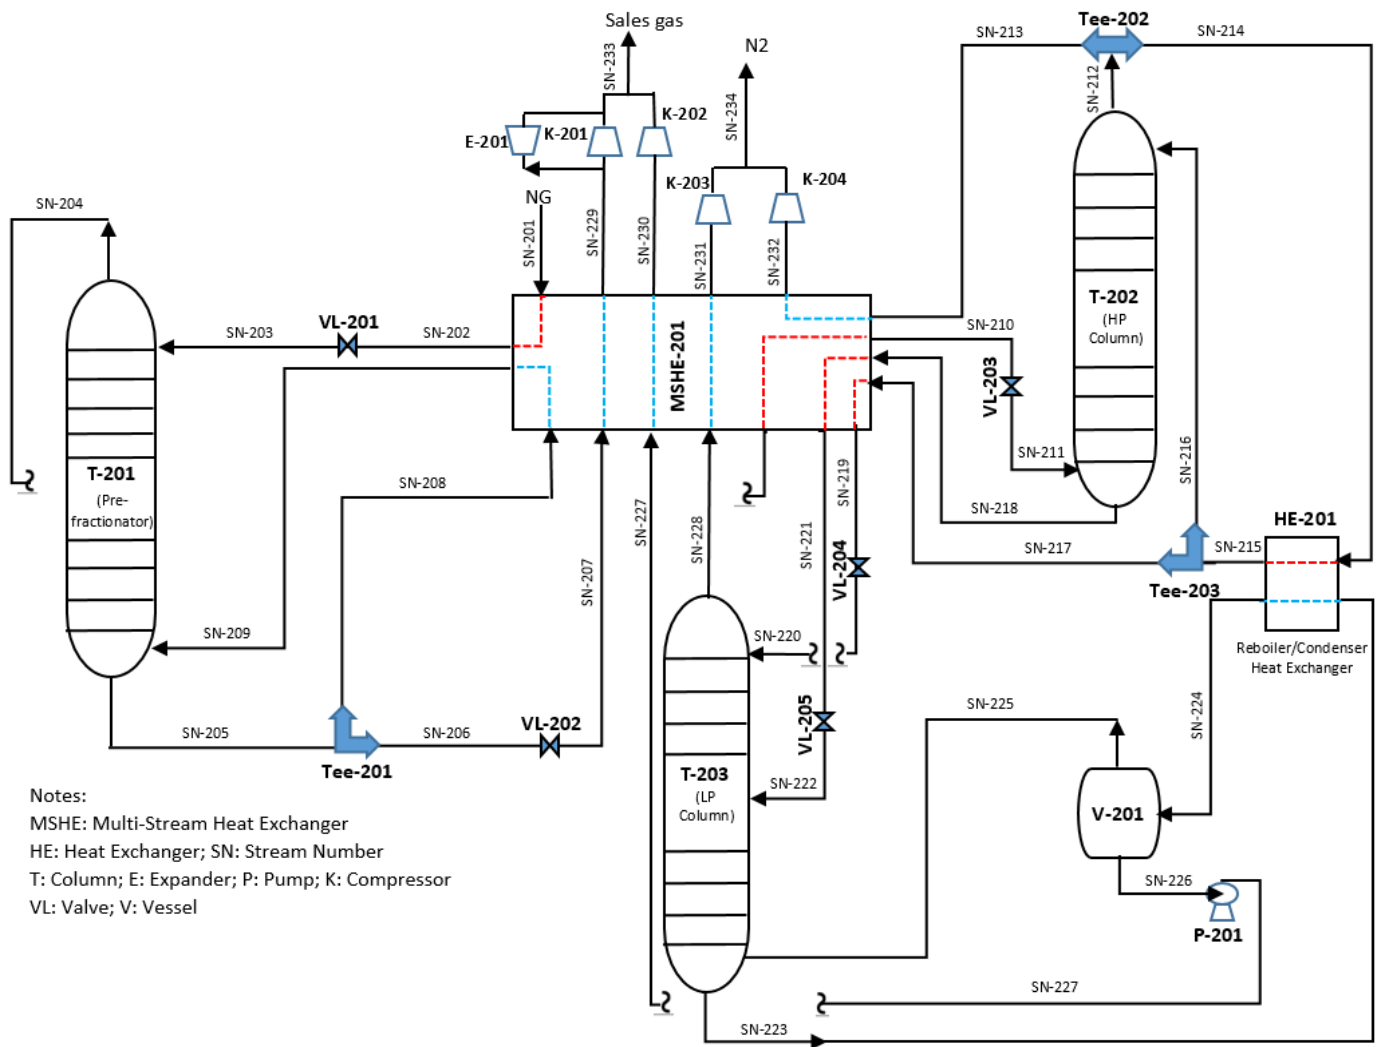 Sales gas
Tee-202
SN-213
SN-214
N2
SN-233
SN-212
SN-234
K-202
E-201
K-201
K-203
K-204
NG
SN-204
SN-201
SN-229
SN-230
SN-231
SN-232
SN-216
T-202
(HP
Column)
VL-201
SN-203
SN-202
MSHE-201
SN-210
VL-203
SN-211
T-201
(Pre-
fractionator)
SN-208
SN-227
SN-228
SN-221
SN-219
SN-218
SN-217
SN-215
HE-201
VL-204
Tee-203
SN-207
SN-209
SN-220
Reboiler/Condenser
Heat Exchanger
SN-205
SN-206
VL-202
Tee-201
VL-205
SN-225
SN-224
T-203
(LP
Column)
SN-222
V-201
SN-226
P-201
SN-227
SN-223
Notes:
MSHE: Multi-Stream Heat Exchanger
HE: Heat Exchanger; SN: Stream Number
T: Column; E: Expander; P: Pump; K: Compressor
VL: Valve; V: Vessel